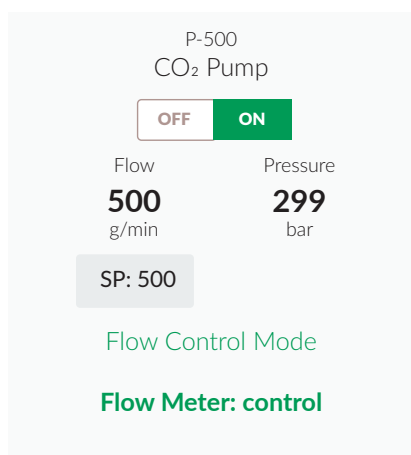 P-500
CO₂ Pump
OFF ON
Flow Pressure
500 299
g/min bar
SP: 500
Flow Control Mode
Flow Meter: control